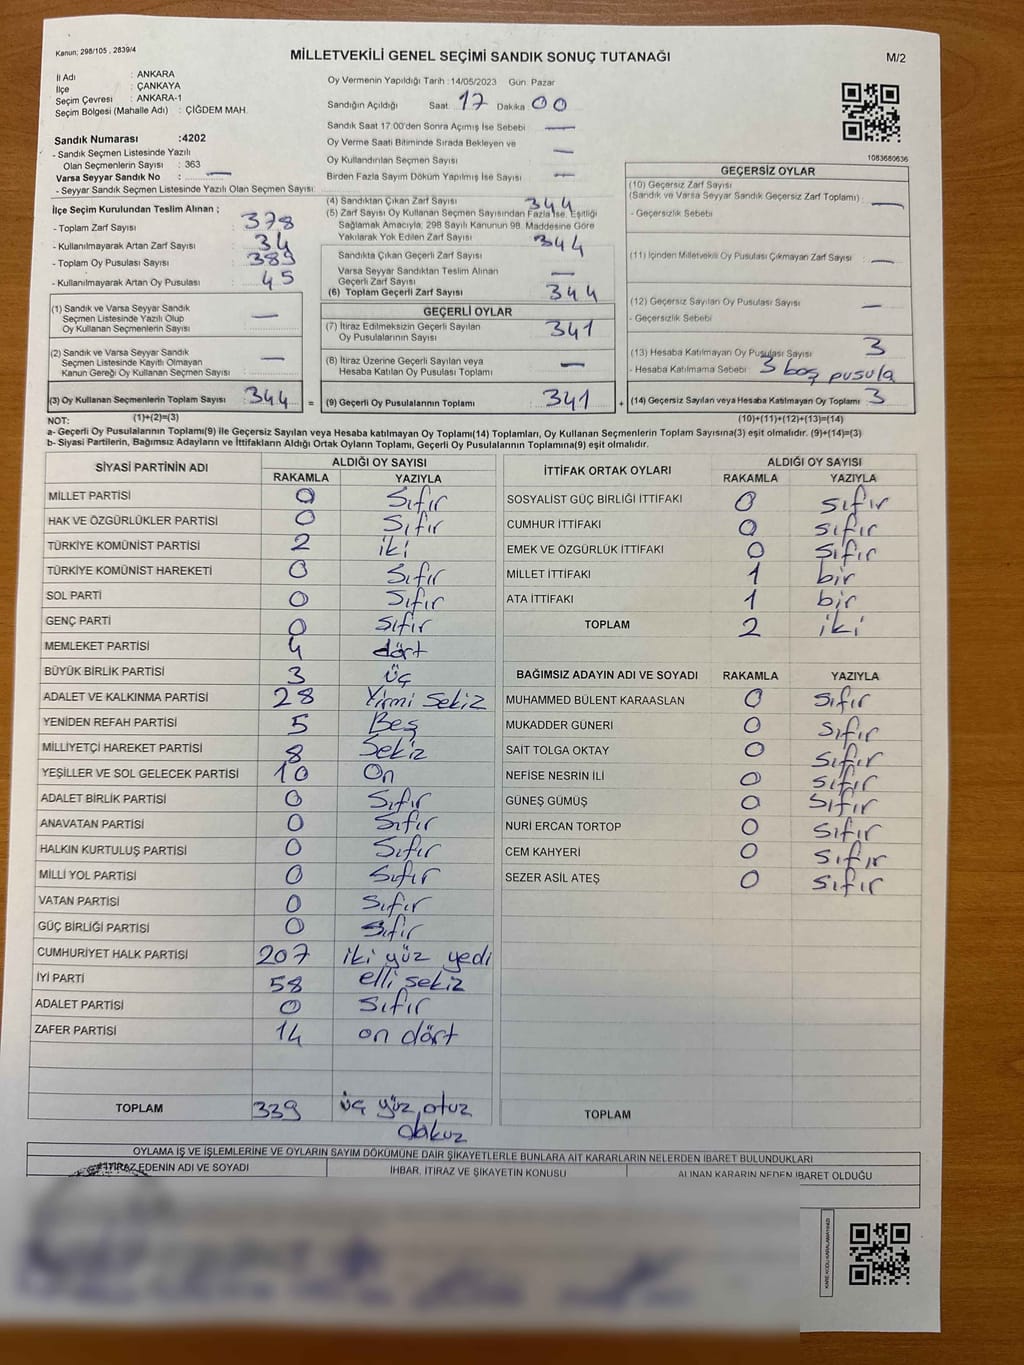 Kanun; 298/105 , 2839/4
MİLLETVEKİLİ GENEL SEÇİMİ SANDIK SONUÇ TUTANAĞI
M/2
İl Adı : ANKARA
İlçe : ÇANKAYA
Seçim Çevresi : ANKARA-1
Seçim Bölgesi (Mahalle Adı) : ÇİĞDEM MAH.
Oy Vermenin Yapıldığı Tarih : 14/05/2023 Gün: Pazar
Sandığın Açıldığı Saat: 17 Dakika: 00
Sandık Saat 17.00'den Sonra Açımış İse Sebebi —
Oy Verme Saati Bitiminde Sırada Bekleyen ve
Oy Kullandırılan Seçmen Sayısı —
Birden Fazla Sayım Döküm Yapılmış İse Sayısı : —
1083680636
Sandık Numarası :4202
- Sandık Seçmen Listesinde Yazılı
Olan Seçmenlerin Sayısı : 363
Varsa Seyyar Sandık No : —
- Seyyar Sandık Seçmen Listesinde Yazılı Olan Seçmen Sayısı:
İlçe Seçim Kurulundan Teslim Alınan ;
- Toplam Zarf Sayısı : 378
- Kullanılmayarak Artan Zarf Sayısı : 34
- Toplam Oy Pusulası Sayısı : 389
- Kullanılmayarak Artan Oy Pusulası : 45
(1) Sandık ve Varsa Seyyar Sandık
Seçmen Listesinde Yazılı Olup
Oy Kullanan Seçmenlerin Sayısı —
(2) Sandık ve Varsa Seyyar Sandık
Seçmen Listesinde Kayıtlı Olmayan
Kanun Gereği Oy Kullanan Seçmen Sayısı : —
(3) Oy Kullanan Seçmenlerin Toplam Sayısı : 344
(4) Sandıktan Çıkan Zarf Sayısı 344
(5) Zarf Sayısı Oy Kullanan Seçmen Sayısından Fazla İse, Eşitliği
Sağlamak Amacıyla, 298 Sayılı Kanunun 98. Maddesine Göre
Yakılarak Yok Edilen Zarf Sayısı 344
Sandıkta Çıkan Geçerli Zarf Sayısı
Varsa Seyyar Sandıktan Teslim Alınan —
Geçerli Zarf Sayısı
(6) Toplam Geçerli Zarf Sayısı 344
GEÇERLİ OYLAR
(7) İtiraz Edilmeksizin Geçerli Sayılan
Oy Pusulalarının Sayısı 341
(8) İtiraz Üzerine Geçerli Sayılan veya
Hesaba Katılan Oy Pusulası Toplamı —
= (9) Geçerli Oy Pusulalarının Toplamı : 341
GEÇERSİZ OYLAR
(10) Geçersiz Zarf Sayısı
(Sandık ve Varsa Seyyar Sandık Geçersiz Zarf Toplamı) : —
- Geçersizlik Sebebi
(11) İçinden Milletvekili Oy Pusulası Çıkmayan Zarf Sayısı : —
(12) Geçersiz Sayılan Oy Pusulası Sayısı —
- Geçersizlik Sebebi
(13) Hesaba Katılmayan Oy Pusulası Sayısı 3
- Hesaba Katılmama Sebebi : 3 boş pusula
+ (14) Geçersiz Sayılan veya Hesaba Katılmayan Oy Toplamı 3
NOT: (1)+(2)=(3)
(10)+(11)+(12)+(13)=(14)
a- Geçerli Oy Pusulalarının Toplamı(9) ile Geçersiz Sayılan veya Hesaba katılmayan Oy Toplamı(14) Toplamları, Oy Kullanan Seçmenlerin Toplam Sayısına(3) eşit olmalıdır. (9)+(14)=(3)
b- Siyasi Partilerin, Bağımsız Adayların ve İttifakların Aldığı Ortak Oyların Toplamı, Geçerli Oy Pusulalarının Toplamına(9) eşit olmalıdır.
SİYASİ PARTİNİN ADI ALDIĞI OY SAYISI
RAKAMLA YAZIYLA
MİLLET PARTİSİ 0 Sıfır
HAK VE ÖZGÜRLÜKLER PARTİSİ 0 Sıfır
TÜRKİYE KOMÜNİST PARTİSİ 2 iki
TÜRKİYE KOMÜNİST HAREKETİ 0 Sıfır
SOL PARTİ 0 Sıfır
GENÇ PARTİ 0 Sıfır
MEMLEKET PARTİSİ 4 dört
BÜYÜK BİRLİK PARTİSİ 3 üç
ADALET VE KALKINMA PARTİSİ 28 Yirmi Sekiz
YENİDEN REFAH PARTİSİ 5 Beş
MİLLİYETÇİ HAREKET PARTİSİ 8 Sekiz
YEŞİLLER VE SOL GELECEK PARTİSİ 10 On
ADALET BİRLİK PARTİSİ 0 Sıfır
ANAVATAN PARTİSİ 0 Sıfır
HALKIN KURTULUŞ PARTİSİ 0 Sıfır
MİLLİ YOL PARTİSİ 0 Sıfır
VATAN PARTİSİ 0 Sıfır
GÜÇ BİRLİĞİ PARTİSİ 0 Sıfır
CUMHURİYET HALK PARTİSİ 207 iki yüz yedi
İYİ PARTİ 58 elli sekiz
ADALET PARTİSİ 0 Sıfır
ZAFER PARTİSİ 14 on dört
TOPLAM 339 üç yüz otuz
dokuz
İTTİFAK ORTAK OYLARI ALDIĞI OY SAYISI
RAKAMLA YAZIYLA
SOSYALİST GÜÇ BİRLİĞİ İTTİFAKI 0 sıfır
CUMHUR İTTİFAKI 0 sıfır
EMEK VE ÖZGÜRLÜK İTTİFAKI 0 sıfır
MİLLET İTTİFAKI 1 bir
ATA İTTİFAKI 1 bir
TOPLAM 2 iki
BAĞIMSIZ ADAYIN ADI VE SOYADI RAKAMLA YAZIYLA
MUHAMMED BÜLENT KARAASLAN 0 sıfır
MUKADDER GÜNERİ 0 sıfır
SAİT TOLGA OKTAY 0 sıfır
NEFİSE NESRİN İLİ 0 sıfır
GÜNEŞ GÜMÜŞ 0 sıfır
NURİ ERCAN TORTOP 0 sıfır
CEM KAHYERİ 0 sıfır
SEZER ASİL ATEŞ 0 sıfır
TOPLAM
OYLAMA İŞ VE İŞLEMLERİNE VE OYLARIN SAYIM DÖKÜMÜNE DAİR ŞİKAYETLERLE BUNLARA AİT KARARLARIN NELERDEN İBARET BULUNDUKLARI
İTİRAZ EDENİN ADI VE SOYADI İHBAR, İTİRAZ VE ŞİKAYETİN KONUSU ALINAN KARARIN NEDEN İBARET OLDUĞU
KARE KODU KARALAMAYINIZ!